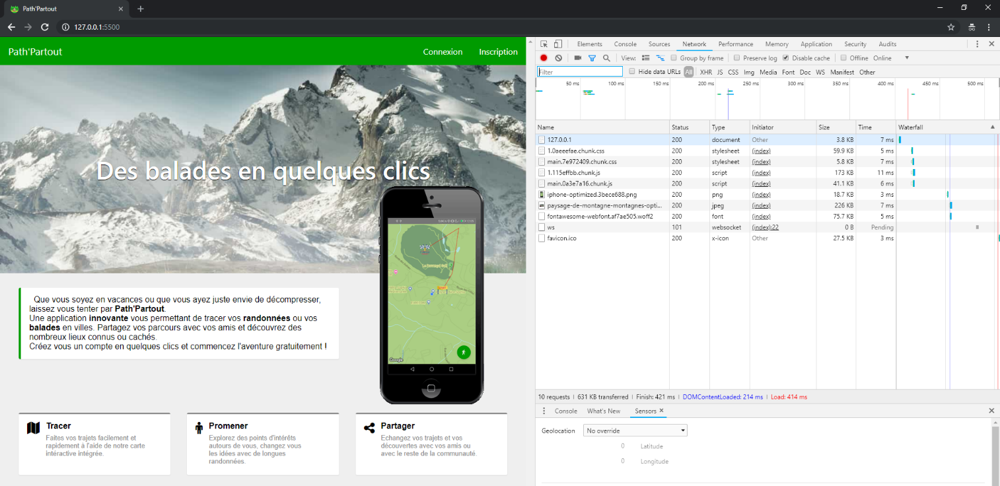 Path'Partout
127.0.0.1:5500
Path'Partout
Connexion Inscription
Des balades en quelques clics
Google
Que vous soyez en vacances ou que vous ayez juste envie de décompresser,
laissez vous tenter par Path'Partout.
Une application innovante vous permettant de tracer vos randonnées ou vos
balades en villes. Partagez vos parcours avec vos amis et découvrez des
nombreux lieux connus ou cachés.
Créez vous un compte en quelques clics et commencez l'aventure gratuitement !
Tracer
Faites vos trajets facilement et
rapidement à l'aide de notre carte
intéractive intégrée.
Promener
Explorez des points d'intérêts
autours de vous, changez vous
les idées avec de longues
randonnées.
Partager
Echangez vos trajets et vos
découvertes avec vos amis ou
avec le reste de la communauté.
Elements Console Sources Network Performance Memory Application Security Audits
View: Group by frame Preserve log Disable cache Offline Online
Filter Hide data URLs All XHR JS CSS Img Media Font Doc WS Manifest Other
50 ms 100 ms 150 ms 200 ms 250 ms 300 ms 350 ms 400 ms 450 ms 500 ms
Name Status Type Initiator Size Time Waterfall
127.0.0.1 200 document Other 3.8 KB 7 ms
1.0aeeefae.chunk.css 200 stylesheet (index) 59.9 KB 5 ms
main.7e972409.chunk.css 200 stylesheet (index) 5.8 KB 7 ms
1.115effbb.chunk.js 200 script (index) 173 KB 11 ms
main.0a3e7a16.chunk.js 200 script (index) 41.1 KB 6 ms
iphone-optimized.3bece688.png 200 png (index) 18.7 KB 3 ms
paysage-de-montagne-montagnes-opti... 200 jpeg (index) 226 KB 7 ms
fontawesome-webfont.af7ae505.woff2 200 font (index) 75.7 KB 5 ms
ws 101 websocket (index):22 0 B Pending
favicon.ico 200 x-icon Other 27.5 KB 3 ms
10 requests | 631 KB transferred | Finish: 421 ms | DOMContentLoaded: 214 ms | Load: 414 ms
Console What's New Sensors
Geolocation No override
0 Latitude
0 Longitude